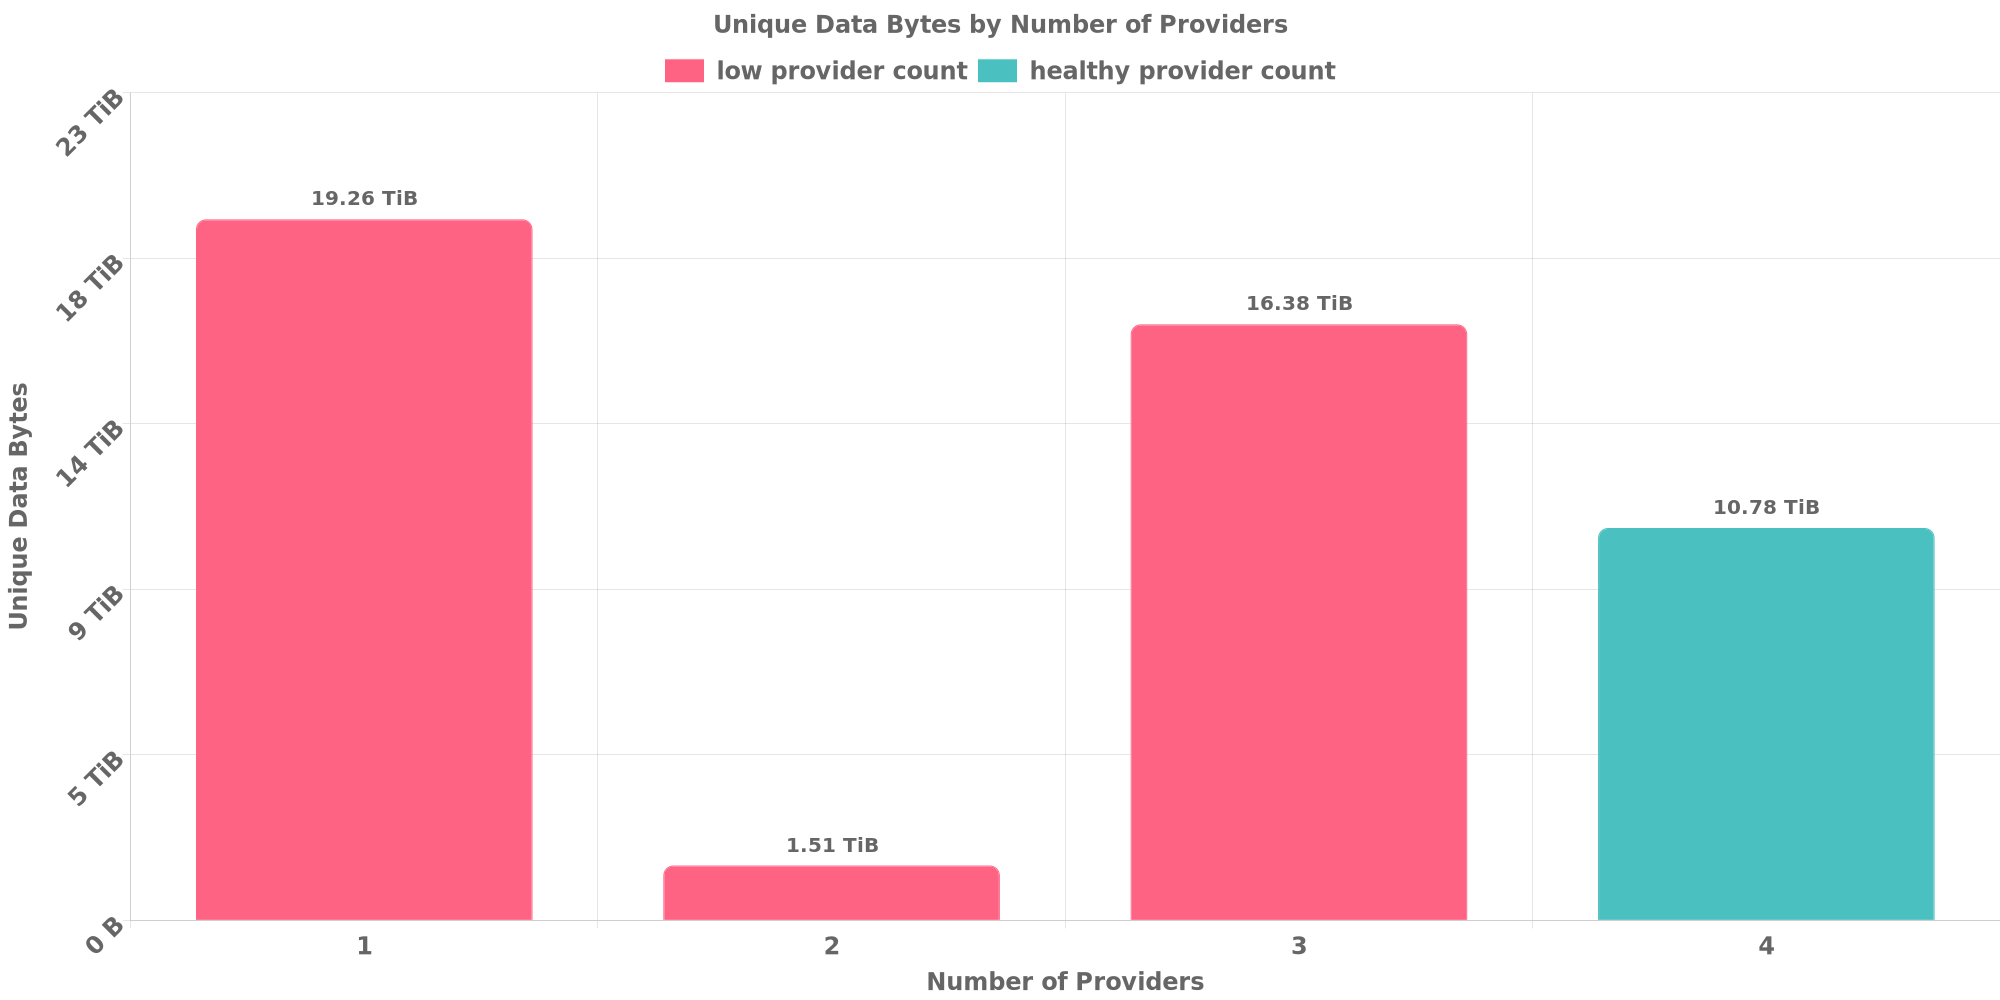 Unique Data Bytes by Number of Providers
low provider count
healthy provider count
23 TiB
18 TiB
14 TiB
9 TiB
5 TiB
0 B
Unique Data Bytes
19.26 TiB
1.51 TiB
16.38 TiB
10.78 TiB
1
2
3
4
Number of Providers